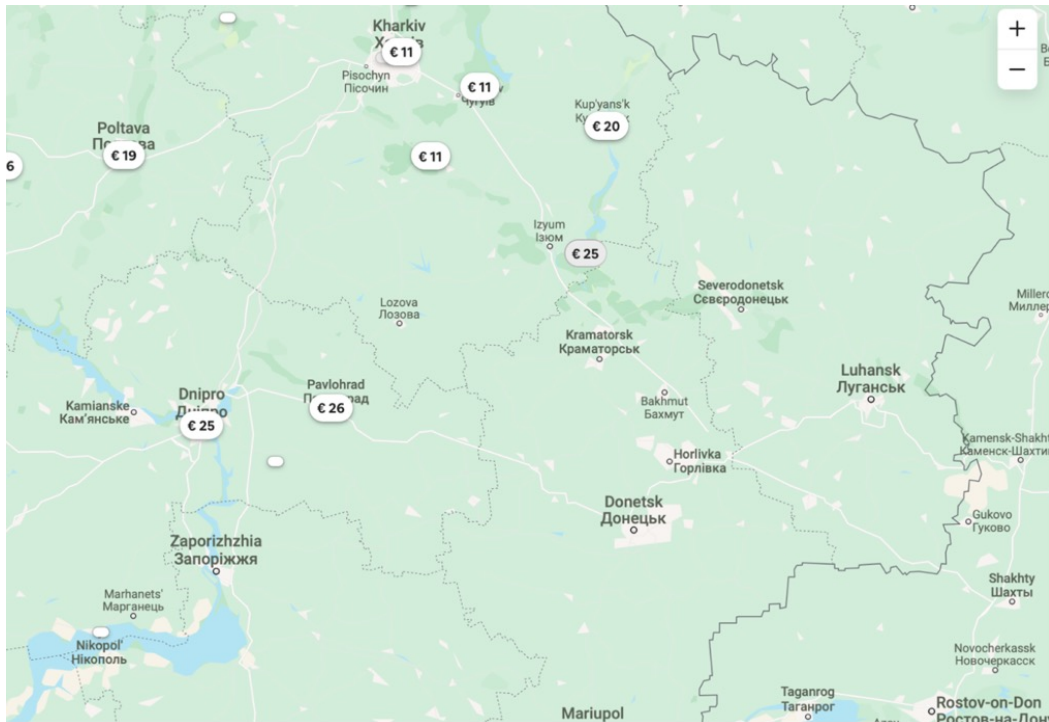 Kharkiv
€ 11
Pisochyn
Пісочин
€ 11
Чугуїв
Kup'yans'k
€ 20
Poltava
€ 19
6
€ 11
Izyum
Ізюм
€ 25
Severodonetsk
Сєвєродонецьк
Lozova
Лозова
Kramatorsk
Краматорськ
Luhansk
Луганськ
Bakhmut
Бахмут
Dnipro
Дніпро
€ 25
Kamianske
Кам'янське
Pavlohrad
€ 26
Horlivka
Горлівка
Kamensk-Shakht
Каменск-Шахти
Donetsk
Донецьк
Gukovo
Гуково
Zaporizhzhia
Запоріжжя
Marhanets'
Марганець
Nikopol'
Нікополь
Shakhty
Шахты
Novocherkassk
Новочеркасск
Taganrog
Таганрог
Rostov-on-Don
Mariupol
Miller
Миллер
+
−